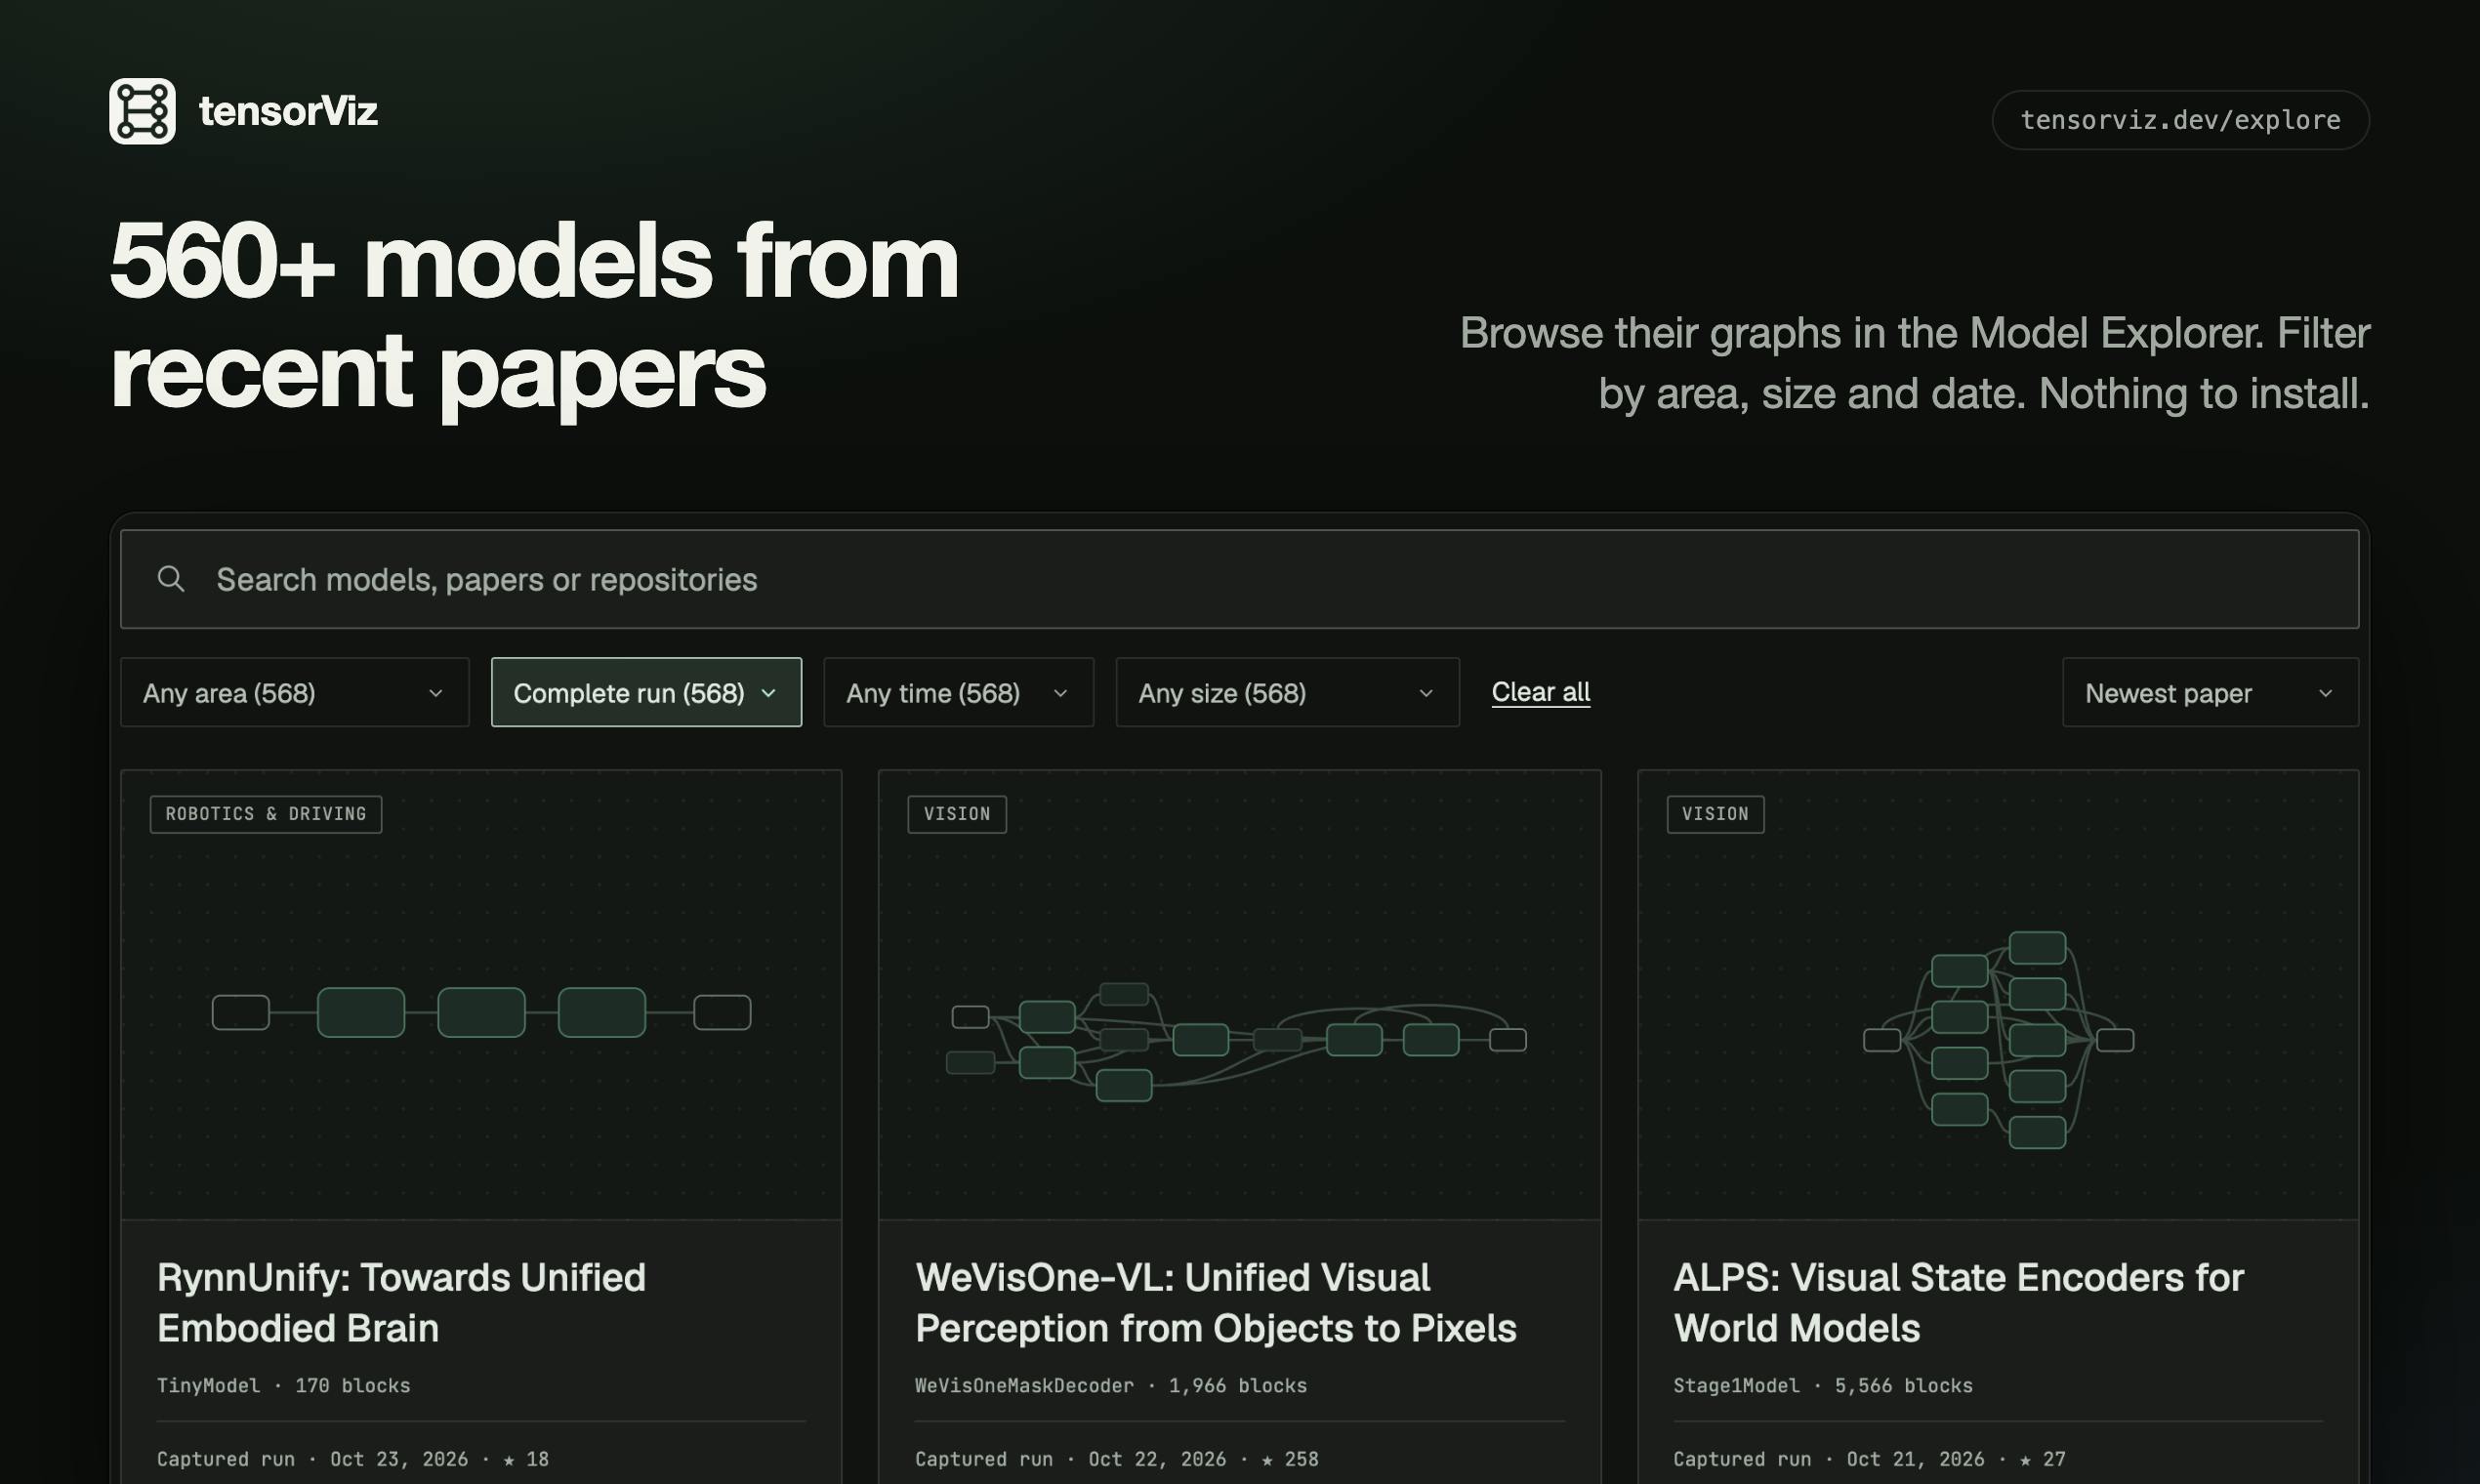 tensorViz
tensorviz.dev/explore
560+ models from
recent papers
Browse their graphs in the Model Explorer. Filter
by area, size and date. Nothing to install.
Search models, papers or repositories
Any area (568)
Complete run (568)
Any time (568)
Any size (568)
Clear all
Newest paper
ROBOTICS & DRIVING
RynnUnify: Towards Unified
Embodied Brain
TinyModel · 170 blocks
Captured run · Oct 23, 2026 · ★ 18
VISION
WeVisOne-VL: Unified Visual
Perception from Objects to Pixels
WeVisOneMaskDecoder · 1,966 blocks
Captured run · Oct 22, 2026 · ★ 258
VISION
ALPS: Visual State Encoders for
World Models
Stage1Model · 5,566 blocks
Captured run · Oct 21, 2026 · ★ 27